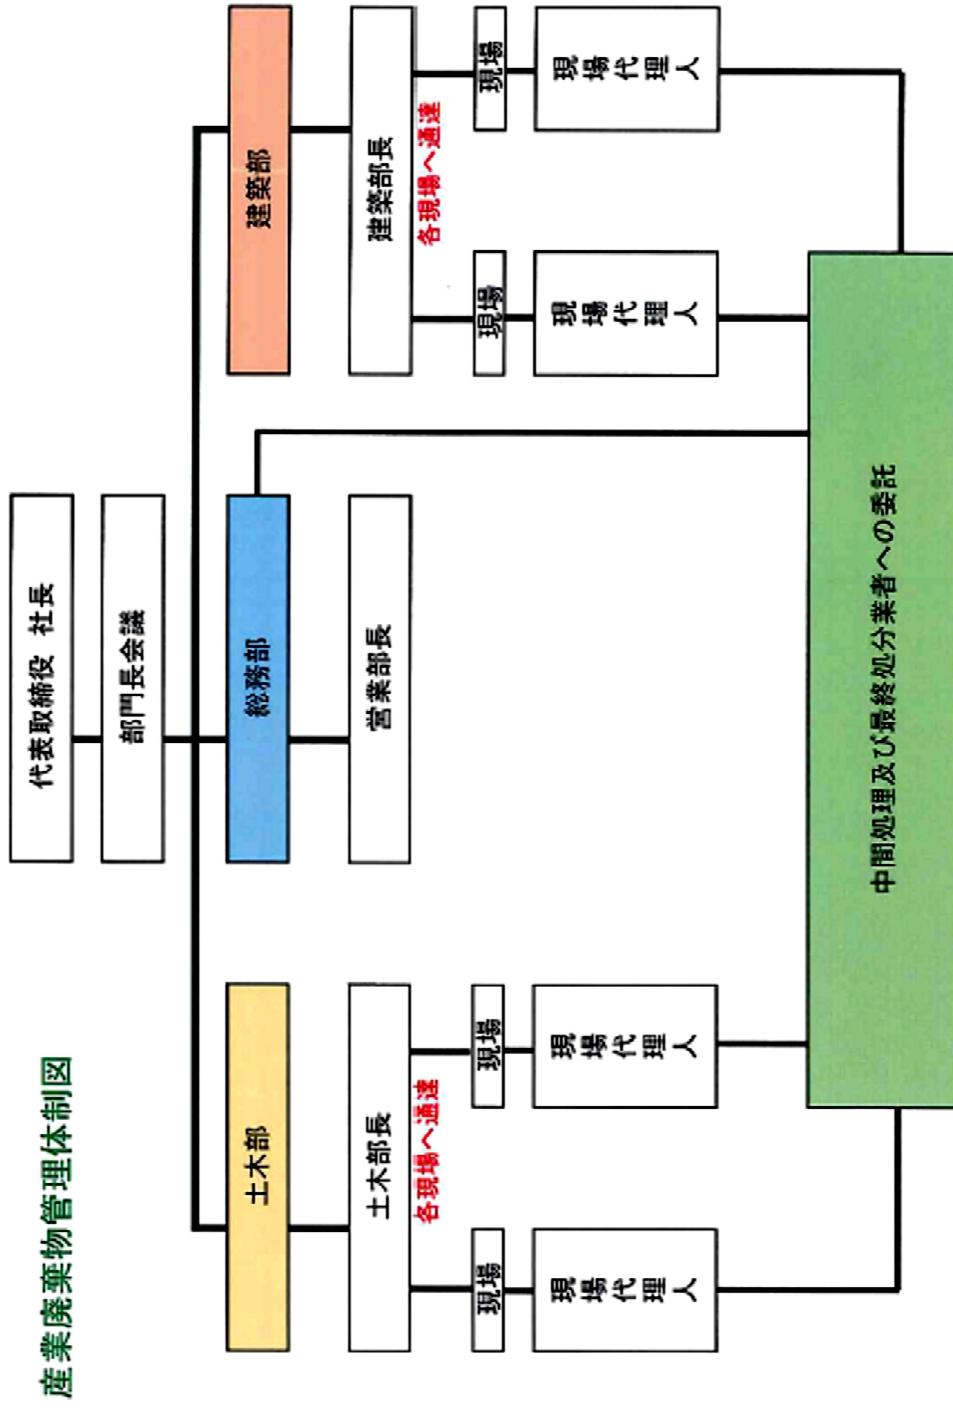 産業廃棄物管理体制図
代表取締役 社長
部門長会議
土木部
総務部
建築部
土木部長
営業部長
建築部長
各現場へ通達
各現場へ通達
現場
現場
現場
現場
現場代理人
現場代理人
現場代理人
現場代理人
中間処理及び最終処分業者への委託